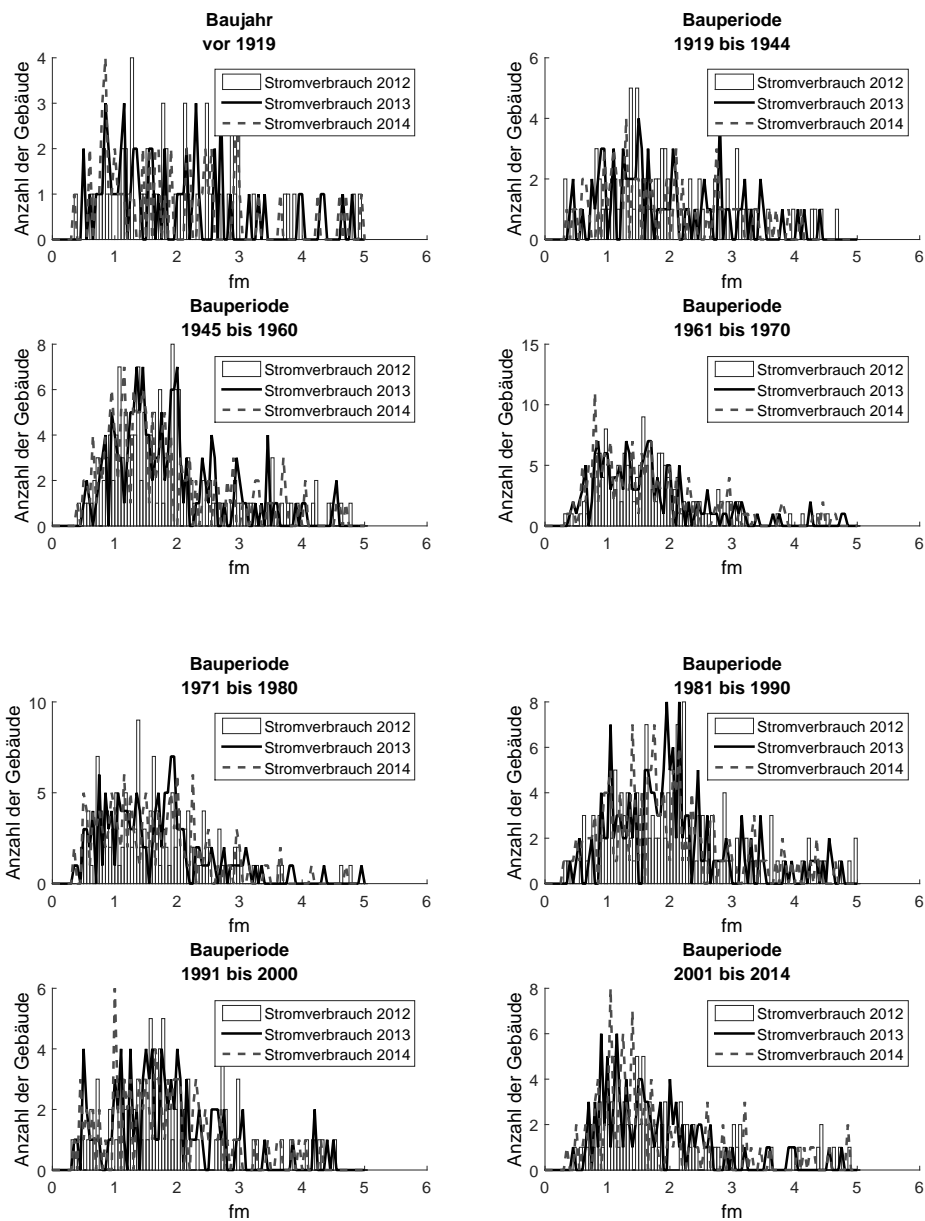 Baujahr
vor 1919
Anzahl der Gebäude
4
3
2
1
0
Stromverbrauch 2012
Stromverbrauch 2013
Stromverbrauch 2014
0 1 2 3 4 5 6
fm
Bauperiode
1919 bis 1944
Anzahl der Gebäude
6
4
2
0
Stromverbrauch 2012
Stromverbrauch 2013
Stromverbrauch 2014
0 1 2 3 4 5 6
fm
Bauperiode
1945 bis 1960
Anzahl der Gebäude
8
6
4
2
0
Stromverbrauch 2012
Stromverbrauch 2013
Stromverbrauch 2014
0 1 2 3 4 5 6
fm
Bauperiode
1961 bis 1970
Anzahl der Gebäude
15
10
5
0
Stromverbrauch 2012
Stromverbrauch 2013
Stromverbrauch 2014
0 1 2 3 4 5 6
fm
Bauperiode
1971 bis 1980
Anzahl der Gebäude
10
5
0
Stromverbrauch 2012
Stromverbrauch 2013
Stromverbrauch 2014
0 1 2 3 4 5 6
fm
Bauperiode
1981 bis 1990
Anzahl der Gebäude
8
6
4
2
0
Stromverbrauch 2012
Stromverbrauch 2013
Stromverbrauch 2014
0 1 2 3 4 5 6
fm
Bauperiode
1991 bis 2000
Anzahl der Gebäude
6
4
2
0
Stromverbrauch 2012
Stromverbrauch 2013
Stromverbrauch 2014
0 1 2 3 4 5 6
fm
Bauperiode
2001 bis 2014
Anzahl der Gebäude
8
6
4
2
0
Stromverbrauch 2012
Stromverbrauch 2013
Stromverbrauch 2014
0 1 2 3 4 5 6
fm